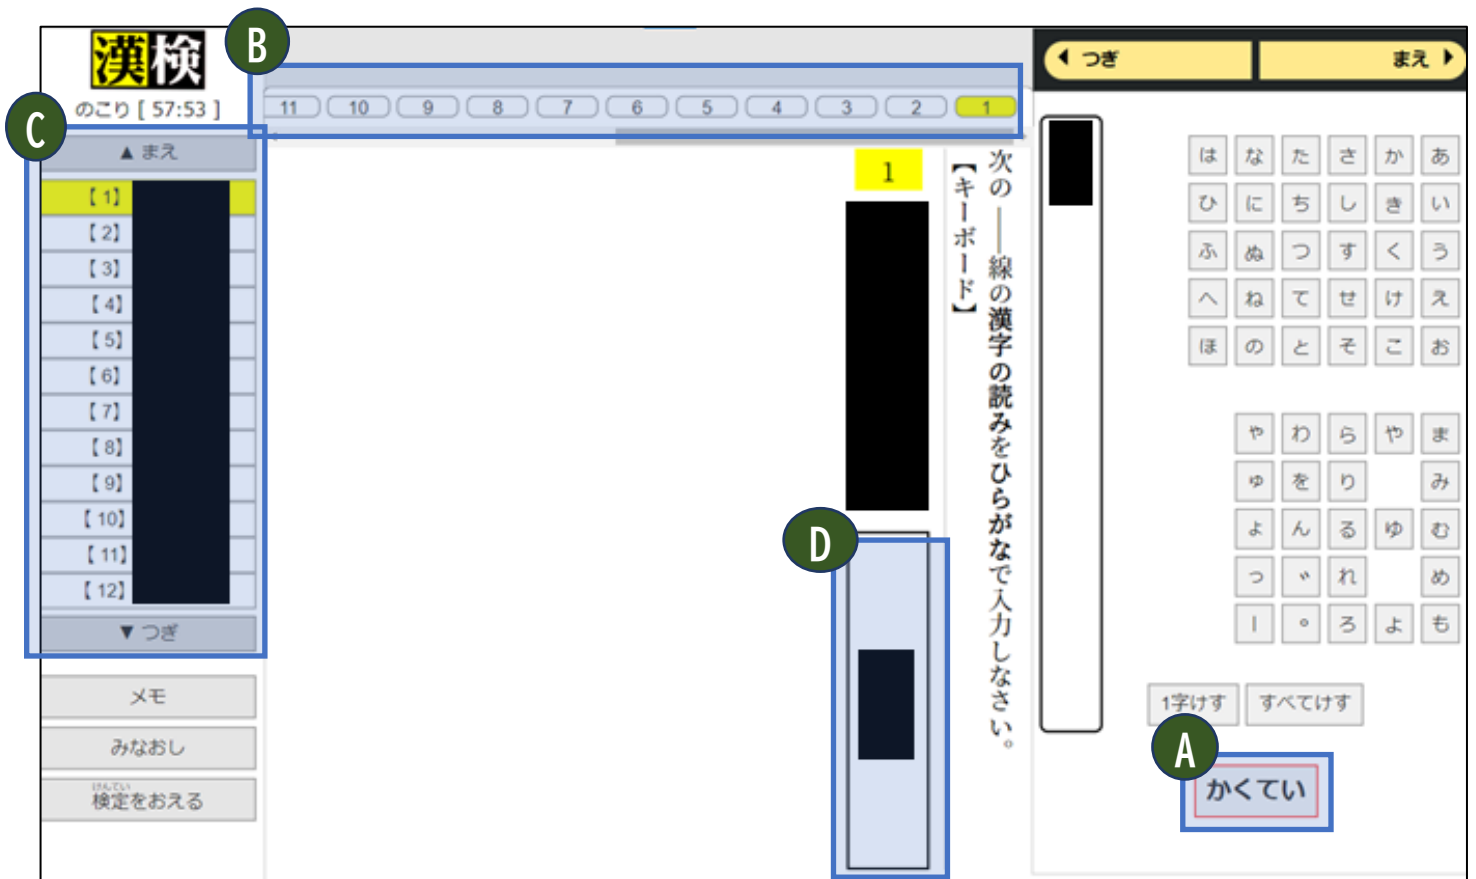 漢検
のこり [ 57:53 ]
C
▲ まえ
【 1】
【 2】
【 3】
【 4】
【 5】
【 6】
【 7】
【 8】
【 9】
【 10】
【 11】
【 12】
▼ つぎ
メモ
みなおし
けんてい
検定をおえる
B
11 10 9 8 7 6 5 4 3 2 1
次の ――線の漢字の読みをひらがなで入力しなさい。
【キーボード】
1
D
◀ つぎ
まえ ▶
は な た さ か あ
ひ に ち し き い
ふ ぬ つ す く う
へ ね て せ け え
ほ の と そ こ お
ゃ わ ら や ま
ゅ を り み
ょ ん る ゆ む
っ ゛ れ め
ー ゜ ろ よ も
1字けす すべてけす
A
かくてい